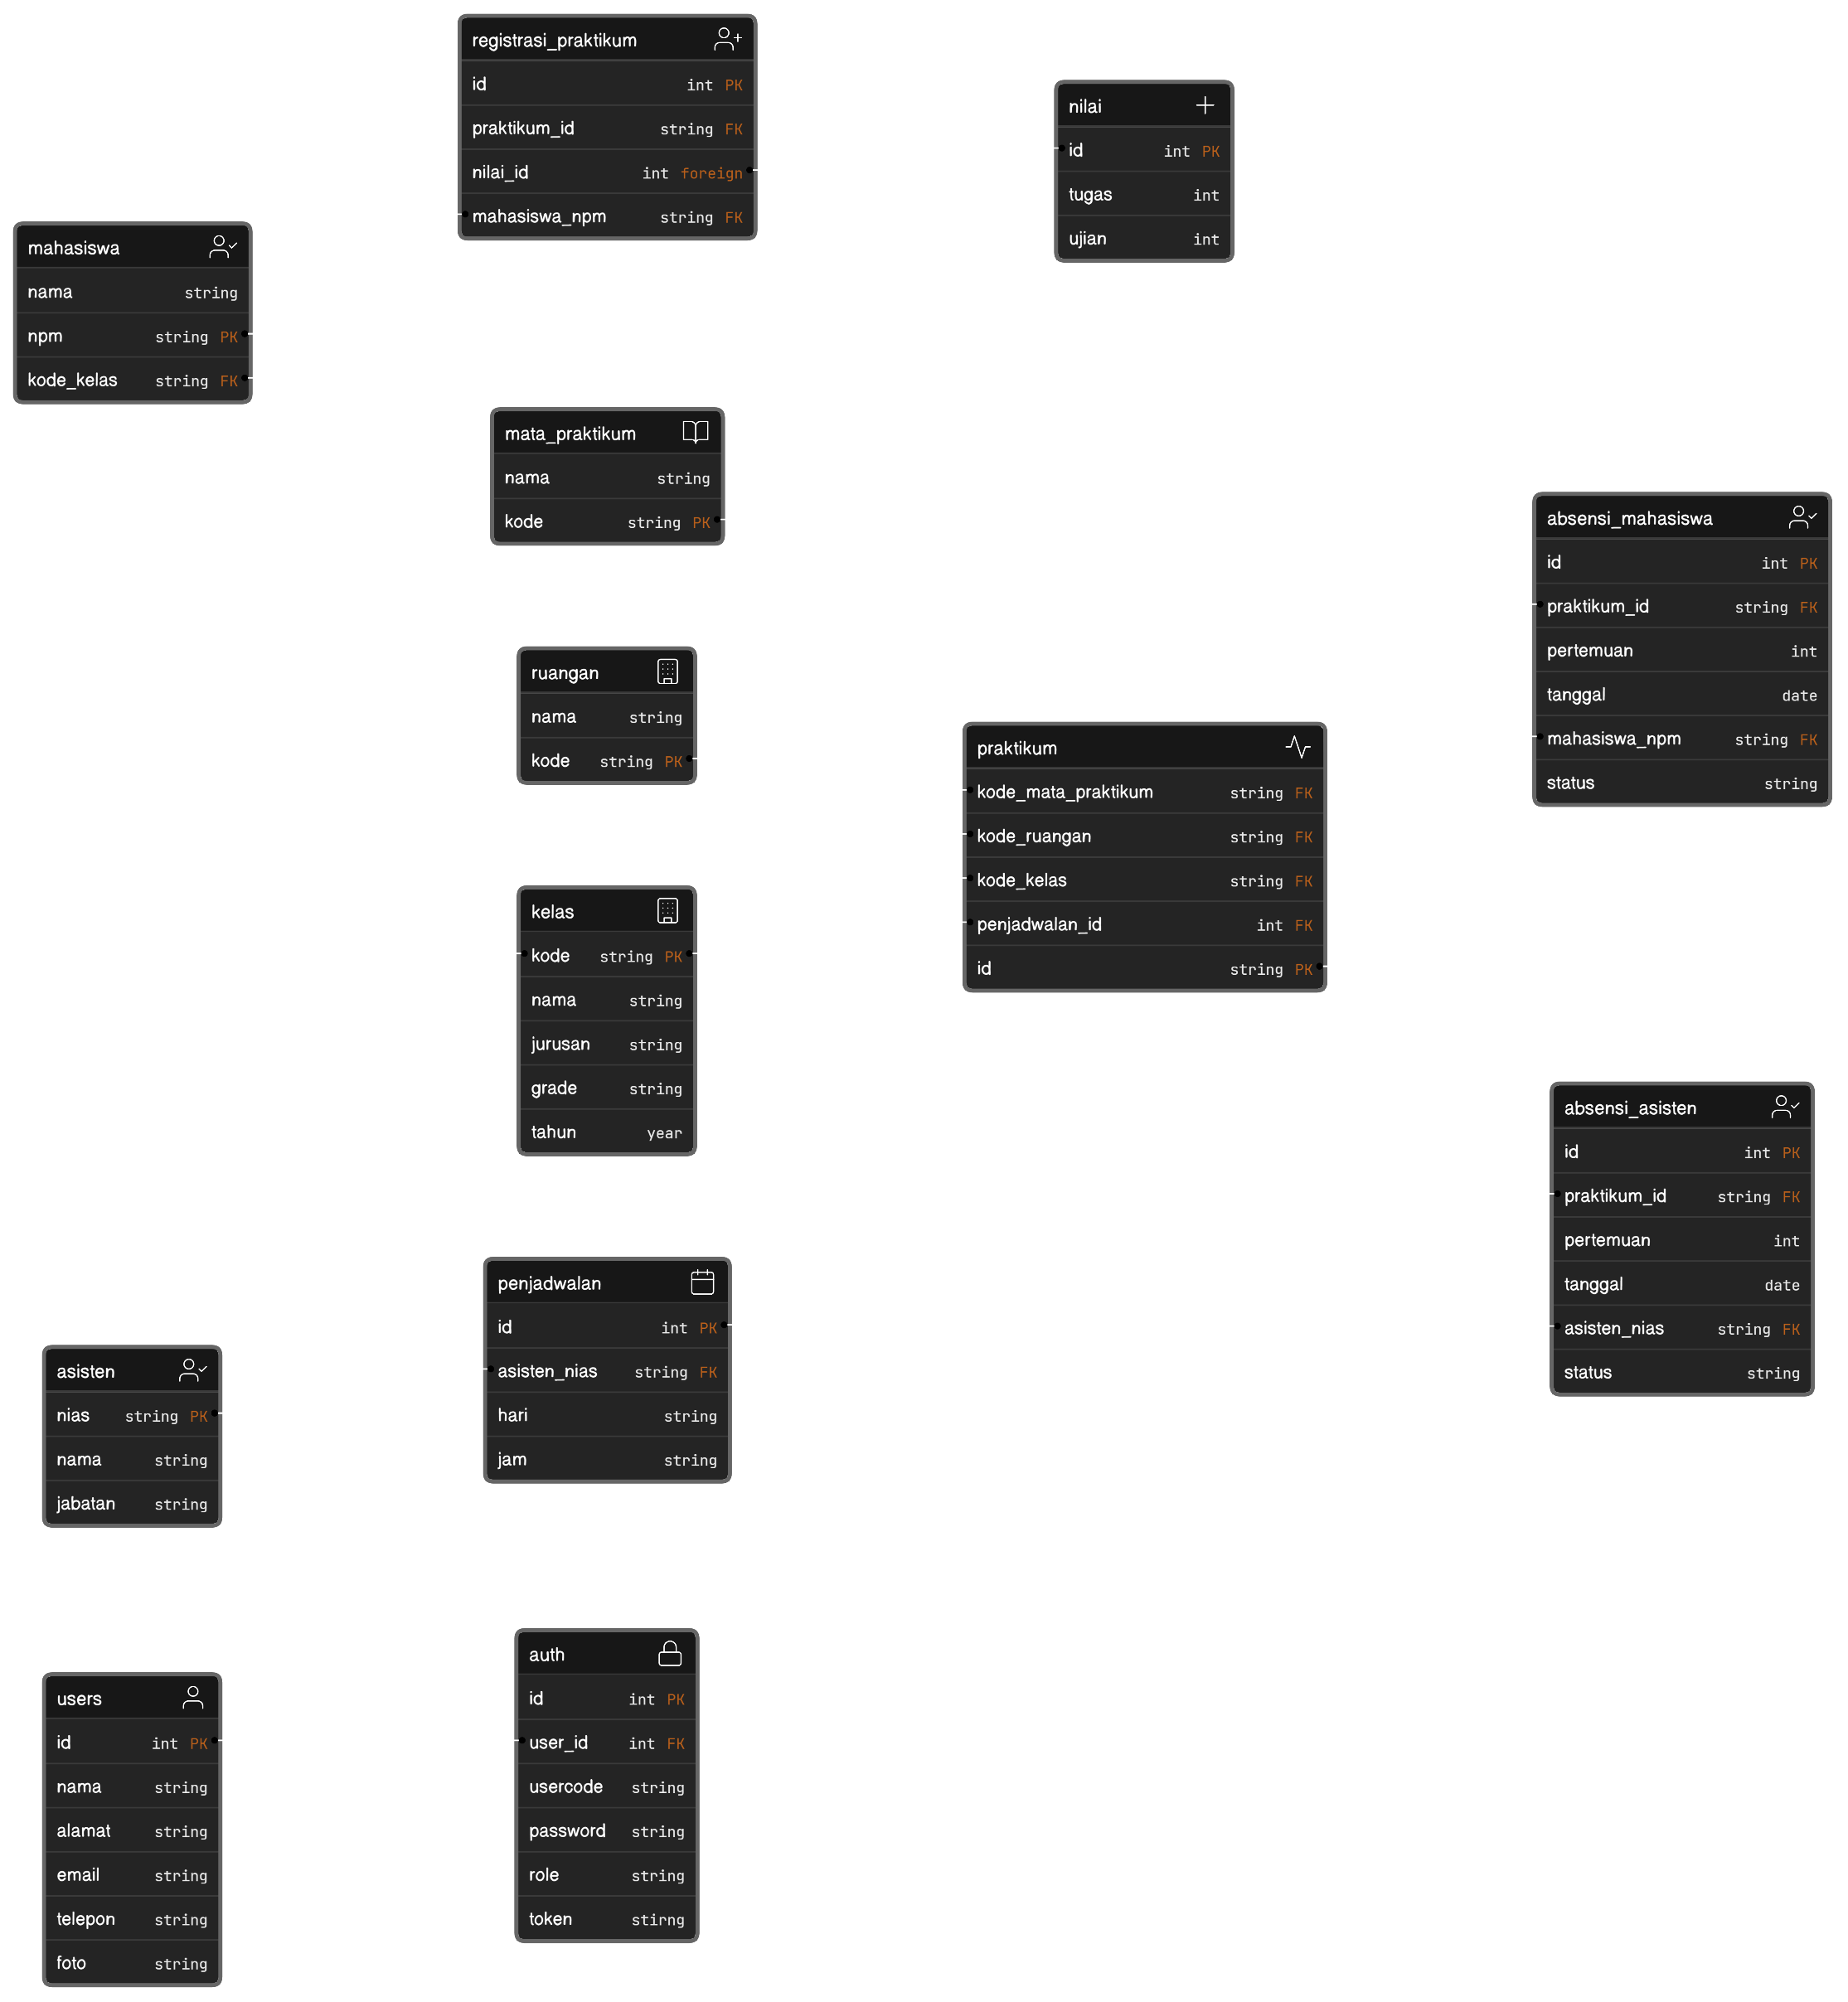 registrasi_praktikum
id int PK
praktikum_id string FK
nilai_id int foreign
mahasiswa_npm string FK
nilai
id int PK
tugas int
ujian int
mahasiswa
nama string
npm string PK
kode_kelas string FK
mata_praktikum
nama string
kode string PK
absensi_mahasiswa
id int PK
praktikum_id string FK
pertemuan int
tanggal date
mahasiswa_npm string FK
status string
ruangan
nama string
kode string PK
praktikum
kode_mata_praktikum string FK
kode_ruangan string FK
kode_kelas string FK
penjadwalan_id int FK
id string PK
kelas
kode string PK
nama string
jurusan string
grade string
tahun year
absensi_asisten
id int PK
praktikum_id string FK
pertemuan int
tanggal date
asisten_nias string FK
status string
penjadwalan
id int PK
asisten_nias string FK
hari string
jam string
asisten
nias string PK
nama string
jabatan string
auth
id int PK
user_id int FK
usercode string
password string
role string
token stirng
users
id int PK
nama string
alamat string
email string
telepon string
foto string